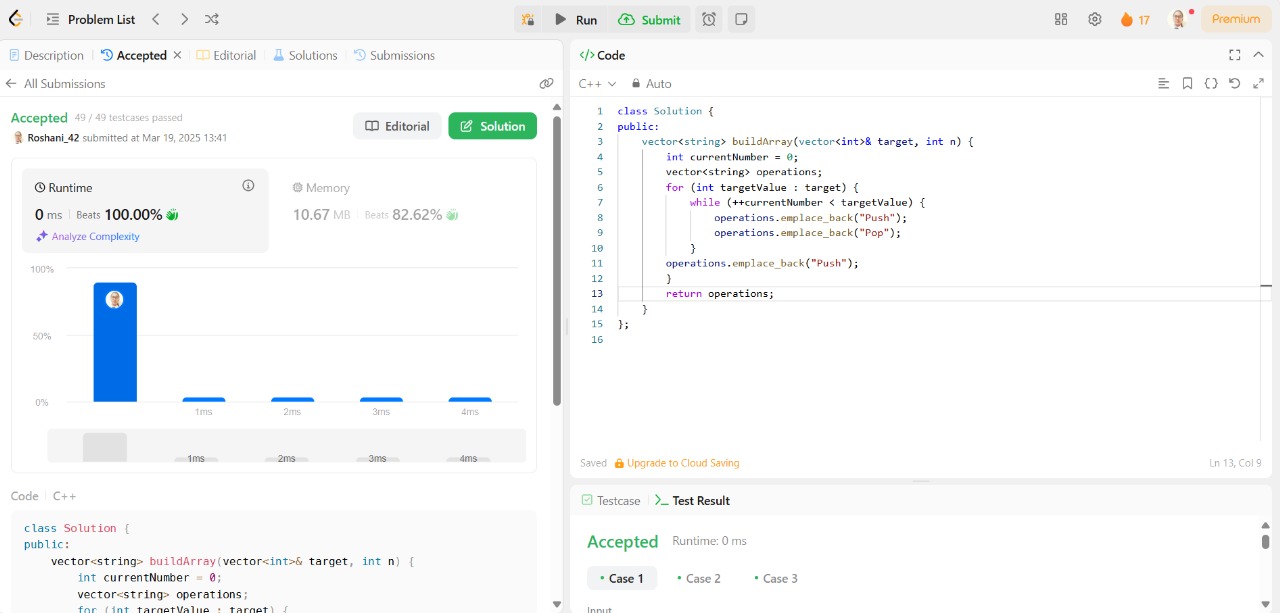 Problem List
Run
Submit
17
Premium
Description
Accepted
Editorial
Solutions
Submissions
All Submissions
Accepted 49 / 49 testcases passed
Roshani_42 submitted at Mar 19, 2025 13:41
Editorial
Solution
Runtime
0 ms | Beats 100.00%
Analyze Complexity
Memory
10.67 MB | Beats 82.62%
100%
50%
0%
1ms 2ms 3ms 4ms
1ms 2ms 3ms 4ms
Code | C++
class Solution {
public:
    vector<string> buildArray(vector<int>& target, int n) {
        int currentNumber = 0;
        vector<string> operations;
        for (int targetValue : target) {
Code
C++ Auto
1 class Solution {
2 public:
3     vector<string> buildArray(vector<int>& target, int n) {
4         int currentNumber = 0;
5         vector<string> operations;
6         for (int targetValue : target) {
7             while (++currentNumber < targetValue) {
8                 operations.emplace_back("Push");
9                 operations.emplace_back("Pop");
10             }
11         operations.emplace_back("Push");
12         }
13         return operations;
14     }
15 };
16
Saved Upgrade to Cloud Saving
Ln 13, Col 9
Testcase
Test Result
Accepted Runtime: 0 ms
• Case 1 • Case 2 • Case 3
Input